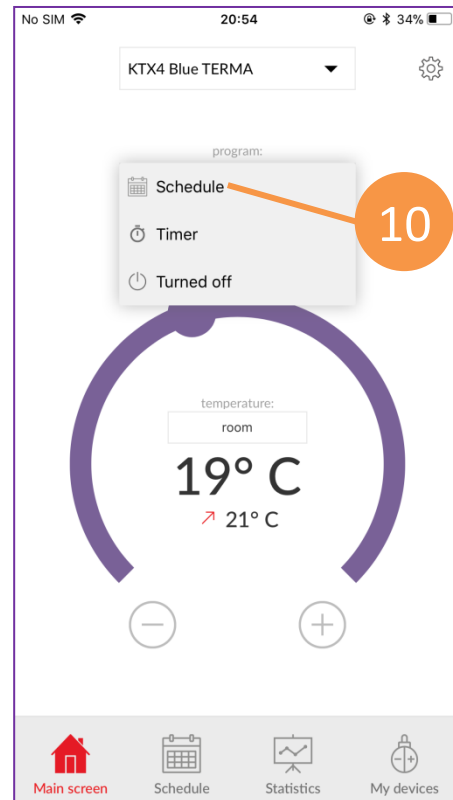 No SIM 20:54 34%
KTX4 Blue TERMA
program:
Schedule
10
Timer
Turned off
temperature:
room
19° C
21° C
Main screen Schedule Statistics My devices